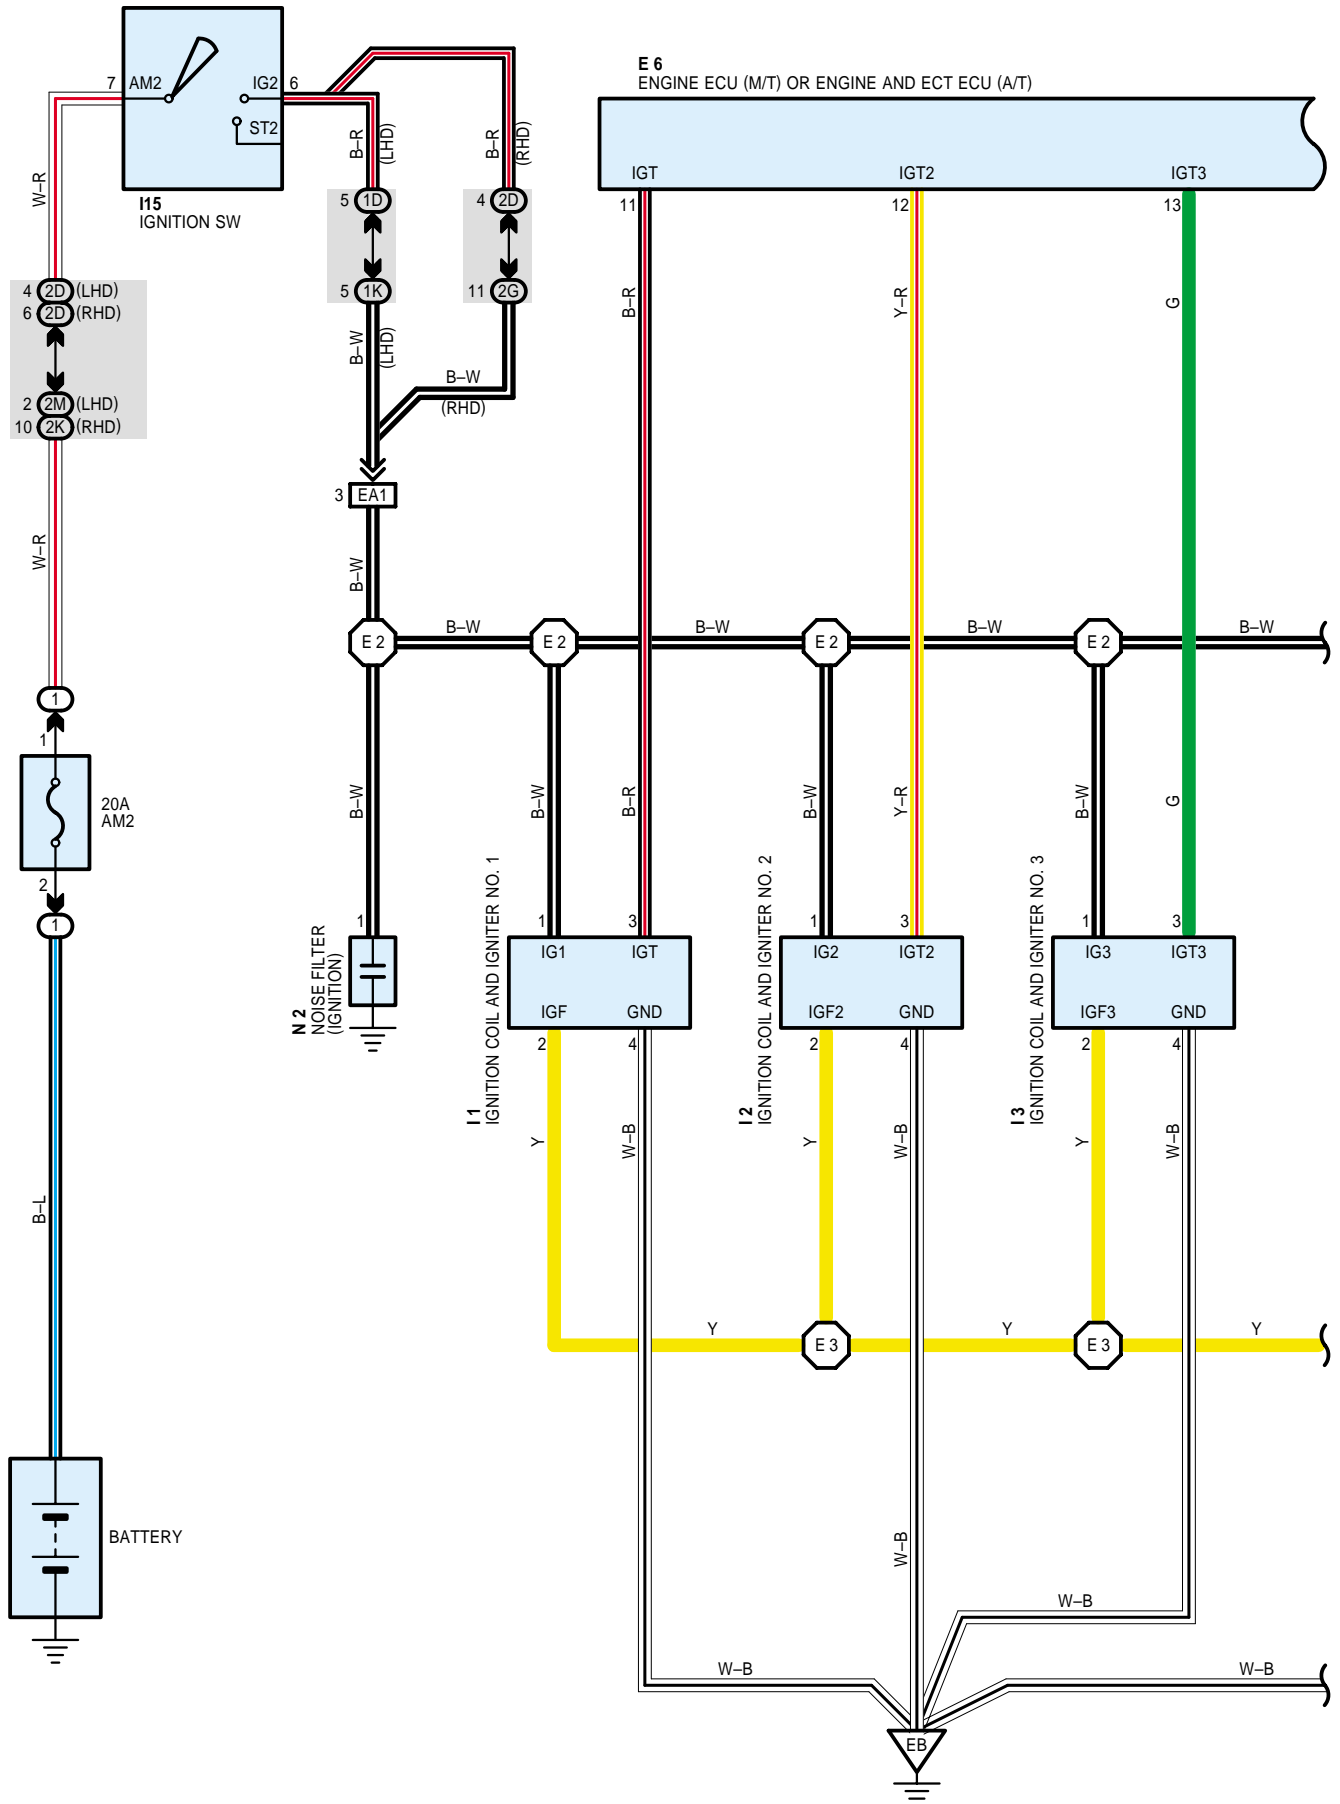 E 6
ENGINE ECU (M/T) OR ENGINE AND ECT ECU (A/T)
7 AM2 IG2 6
ST2
I15
IGNITION SW
W–R
B–R (LHD)
B–R (RHD)
IGT IGT2 IGT3
11 12 13
5 1D
4 2D
5 1K
11 2G
4 2D (LHD)
6 2D (RHD)
2 2M (LHD)
10 2K (RHD)
B–R
Y–R
G
B–W (LHD)
B–W
(RHD)
3 EA1
W–R
B–W
E 2 B–W E 2 B–W E 2 B–W E 2 B–W
1
1
20A
AM2
2
1
B–W
B–W
B–R
B–W
Y–R
B–W
G
1
N 2
NOISE FILTER
(IGNITION)
1 3
IG1 IGT
IGF GND
2 4
I 1
IGNITION COIL AND IGNITER NO. 1
1 3
IG2 IGT2
IGF2 GND
2 4
I 2
IGNITION COIL AND IGNITER NO. 2
1 3
IG3 IGT3
IGF3 GND
2 4
I 3
IGNITION COIL AND IGNITER NO. 3
Y
W–B
Y
W–B
Y
W–B
B–L
Y E 3 Y E 3 Y
BATTERY
W–B
W–B
W–B
W–B
EB